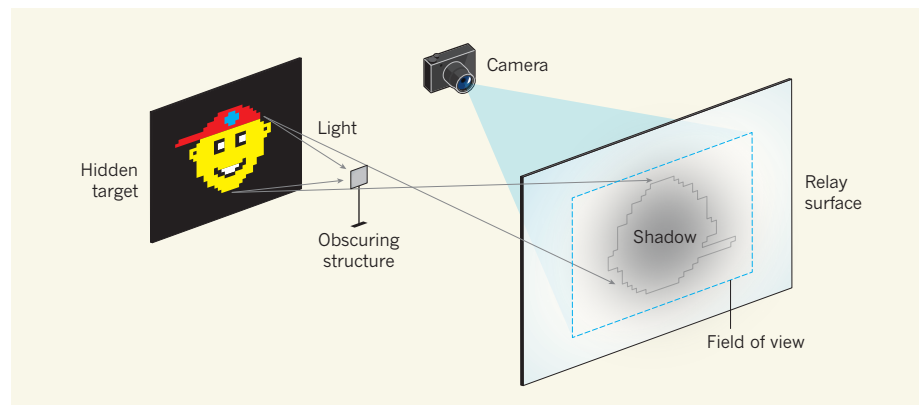 Camera
Light
Hidden
target
Obscuring
structure
Shadow
Relay
surface
Field of view